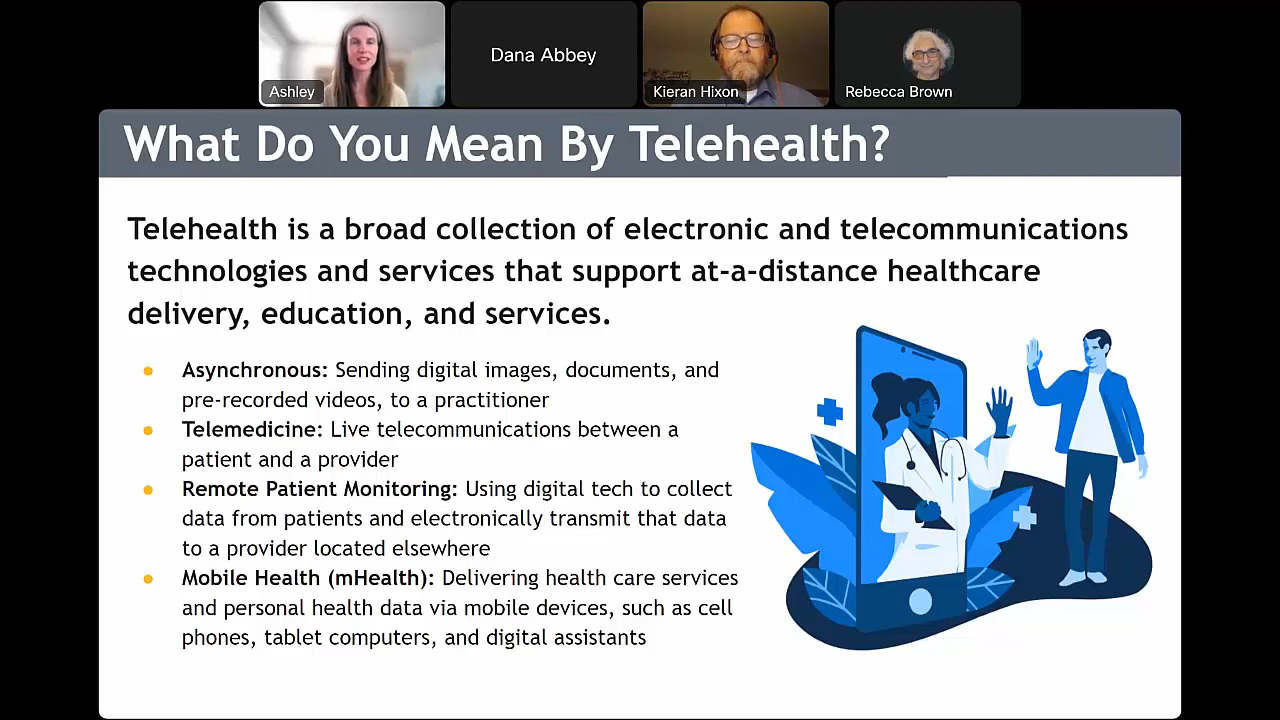 Ashley
Dana Abbey
Kieran Hixon
Rebecca Brown
What Do You Mean By Telehealth?
Telehealth is a broad collection of electronic and telecommunications
technologies and services that support at-a-distance healthcare
delivery, education, and services.
● Asynchronous: Sending digital images, documents, and
pre-recorded videos, to a practitioner
● Telemedicine: Live telecommunications between a
patient and a provider
● Remote Patient Monitoring: Using digital tech to collect
data from patients and electronically transmit that data
to a provider located elsewhere
● Mobile Health (mHealth): Delivering health care services
and personal health data via mobile devices, such as cell
phones, tablet computers, and digital assistants